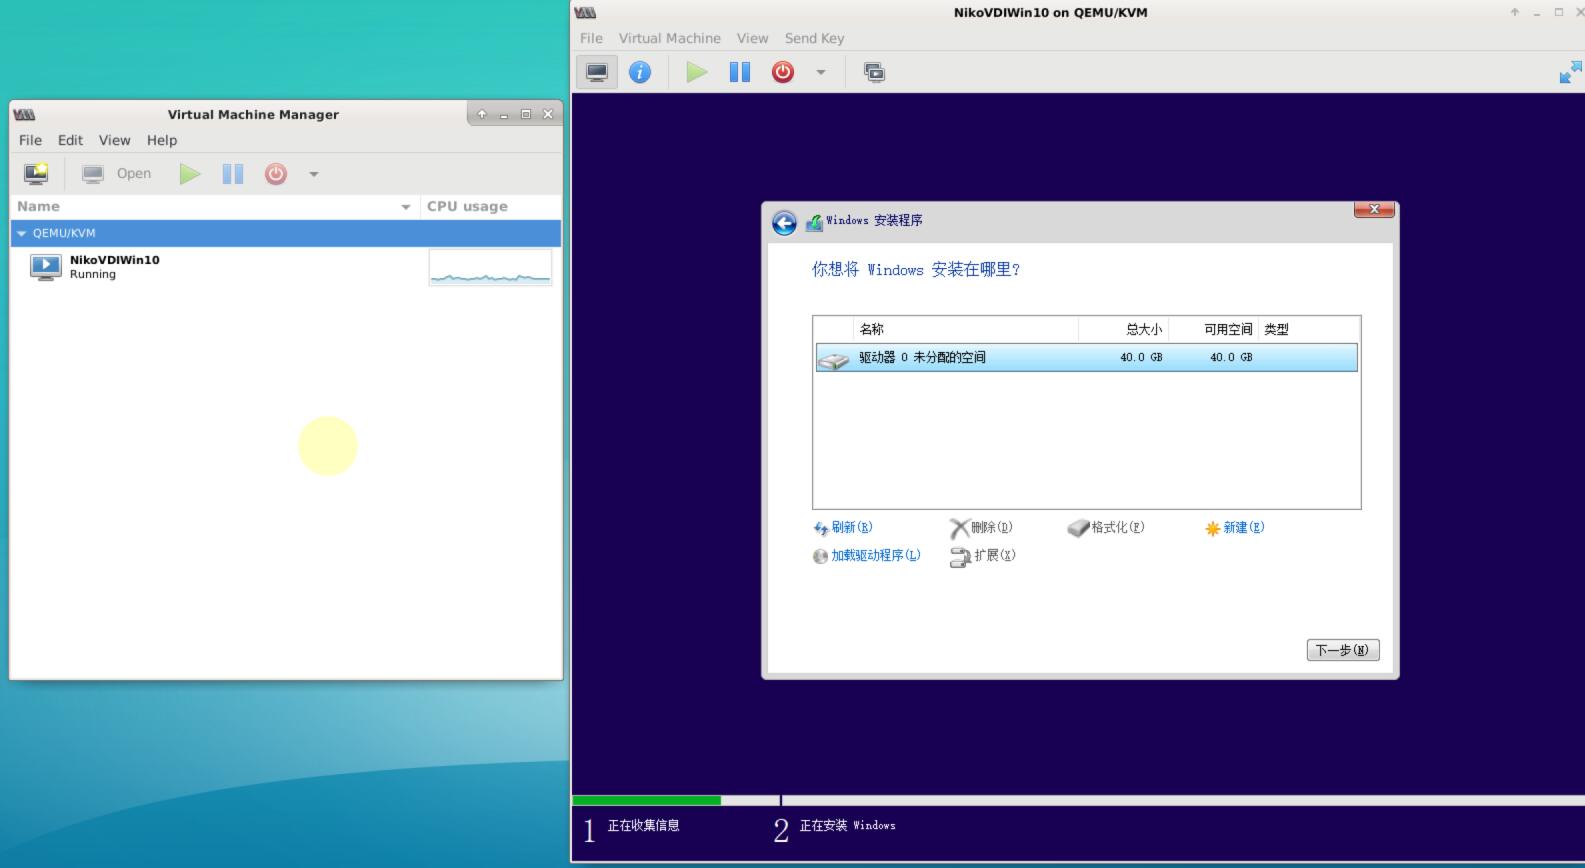 Virtual Machine Manager
File Edit View Help
Open
Name CPU usage
QEMU/KVM
NikoVDIWin10
Running
NikoVDIWin10 on QEMU/KVM
File Virtual Machine View Send Key
Windows 安装程序
你想将 Windows 安装在哪里?
名称 总大小 可用空间 类型
驱动器 0 未分配的空间 40.0 GB 40.0 GB
刷新(R) 删除(D) 格式化(F) 新建(E)
加载驱动程序(L) 扩展(X)
下一步(N)
1 正在收集信息 2 正在安装 Windows